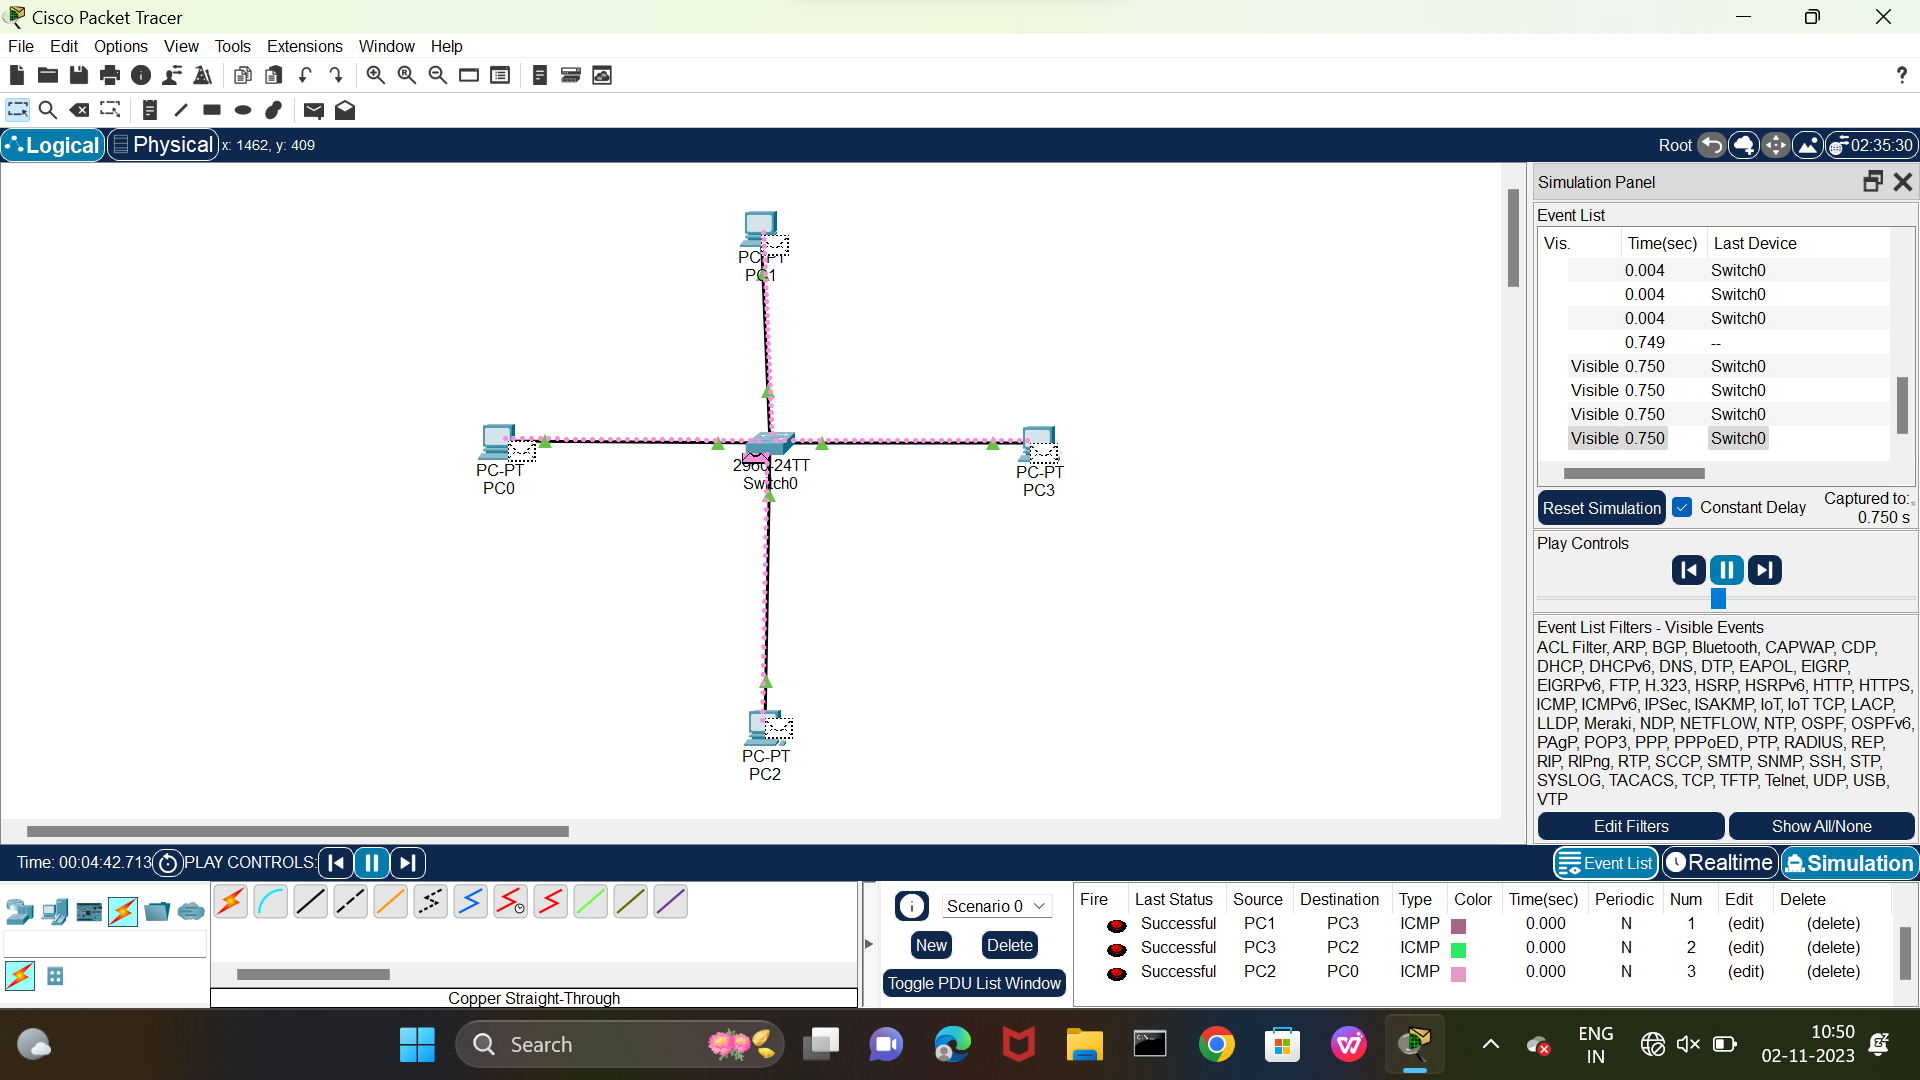 Cisco Packet Tracer
File Edit Options View Tools Extensions Window Help
?
Logical Physical x: 1462, y: 409
Root 02:35:30
PC-PT
PC1
PC-PT
PC0
2960-24TT
Switch0
PC-PT
PC3
PC-PT
PC2
Simulation Panel
Event List
Vis. Time(sec) Last Device
0.004 Switch0
0.004 Switch0
0.004 Switch0
0.749 --
Visible 0.750 Switch0
Visible 0.750 Switch0
Visible 0.750 Switch0
Visible 0.750 Switch0
Reset Simulation Constant Delay Captured to:
0.750 s
Play Controls
Event List Filters - Visible Events
ACL Filter, ARP, BGP, Bluetooth, CAPWAP, CDP,
DHCP, DHCPv6, DNS, DTP, EAPOL, EIGRP,
EIGRPv6, FTP, H.323, HSRP, HSRPv6, HTTP, HTTPS,
ICMP, ICMPv6, IPSec, ISAKMP, IoT, IoT TCP, LACP,
LLDP, Meraki, NDP, NETFLOW, NTP, OSPF, OSPFv6,
PAgP, POP3, PPP, PPPoED, PTP, RADIUS, REP,
RIP, RIPng, RTP, SCCP, SMTP, SNMP, SSH, STP,
SYSLOG, TACACS, TCP, TFTP, Telnet, UDP, USB,
VTP
Edit Filters Show All/None
Time: 00:04:42.713 PLAY CONTROLS:
Event List Realtime Simulation
Copper Straight-Through
Scenario 0
New Delete
Toggle PDU List Window
Fire Last Status Source Destination Type Color Time(sec) Periodic Num Edit Delete
Successful PC1 PC3 ICMP 0.000 N 1 (edit) (delete)
Successful PC3 PC2 ICMP 0.000 N 2 (edit) (delete)
Successful PC2 PC0 ICMP 0.000 N 3 (edit) (delete)
Search
ENG
IN
10:50
02-11-2023